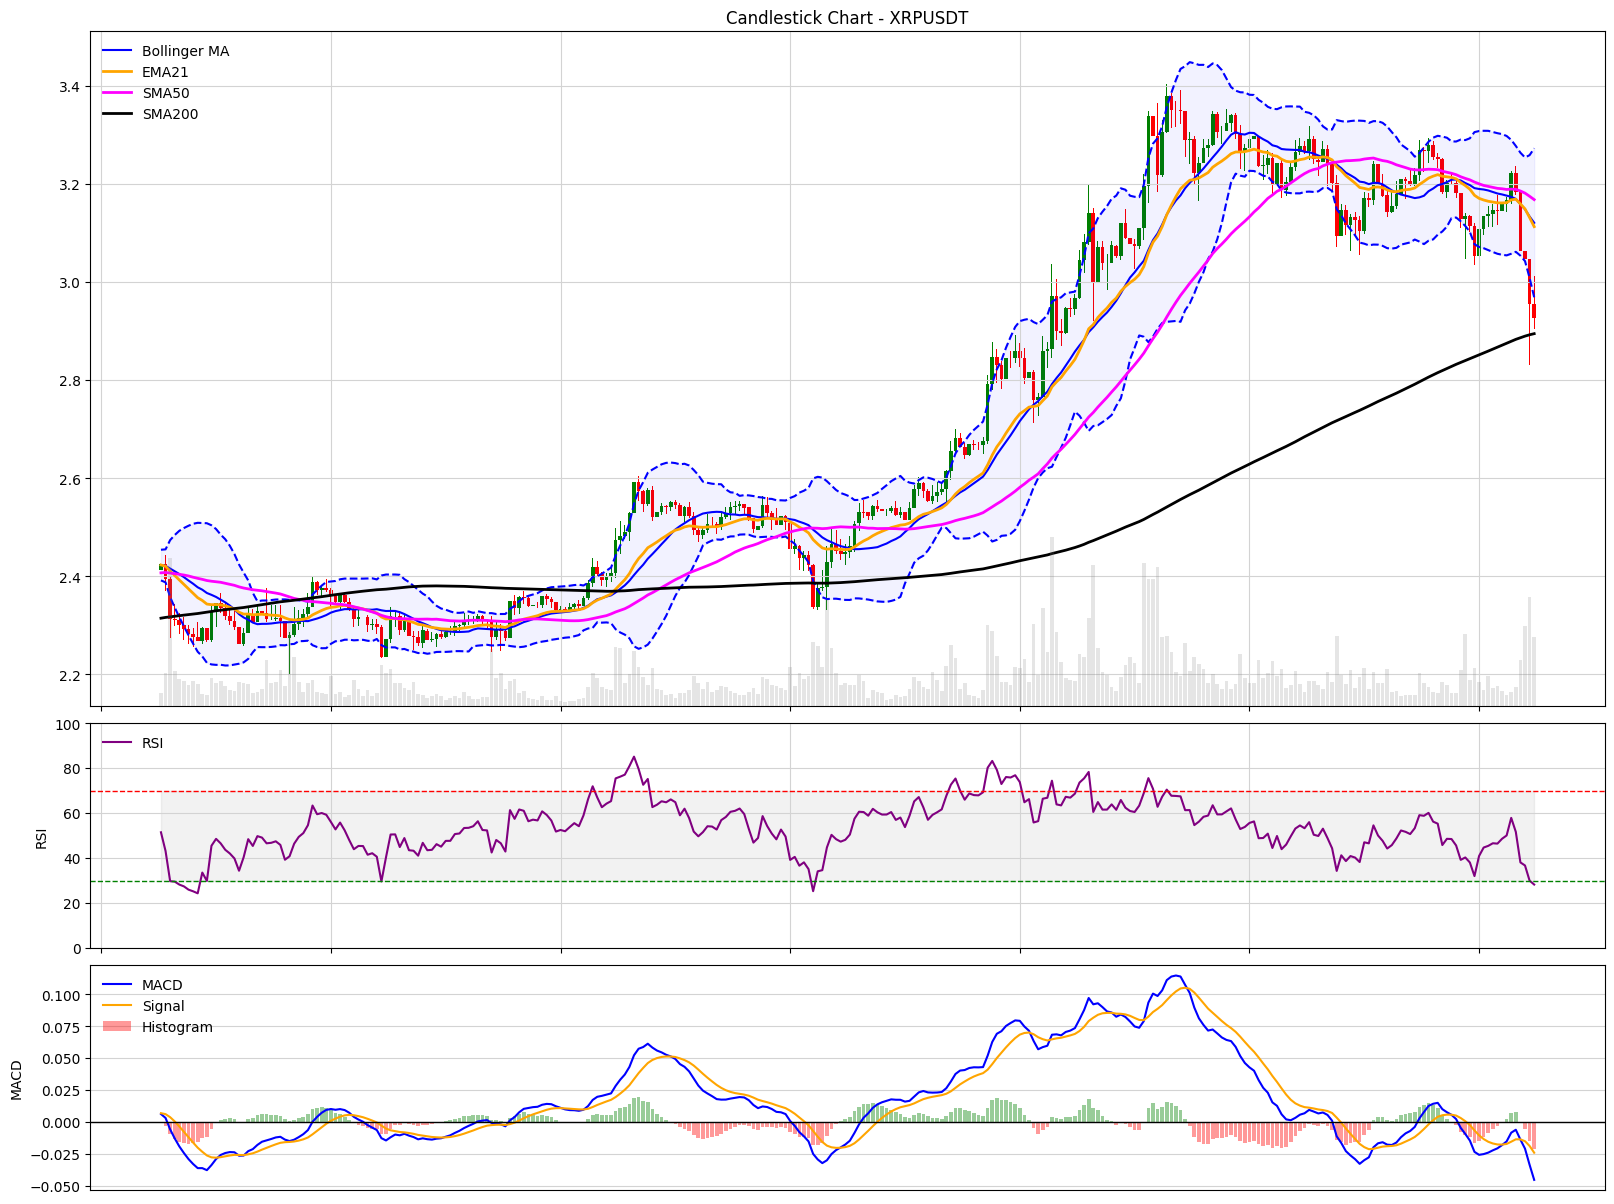 Candlestick Chart - XRPUSDT
Bollinger MA
EMA21
SMA50
SMA200
3.4
3.2
3.0
2.8
2.6
2.4
2.2
RSI
RSI
100
80
60
40
20
0
MACD
Signal
Histogram
MACD
0.100
0.075
0.050
0.025
0.000
−0.025
−0.050